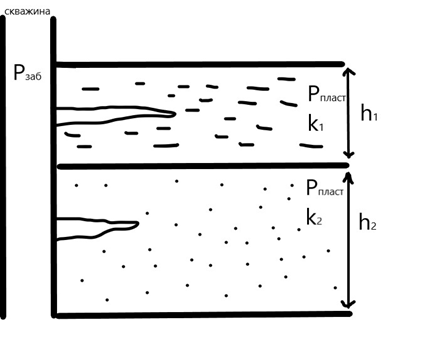 скважина
Pзаб
Pпласт
k₁
h₁
Pпласт
k₂
h₂